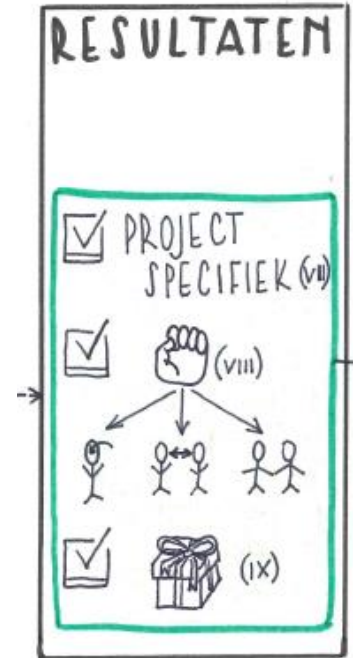 RESULTATEN
PROJECT
SPECIFIEK (VII)
(VIII)
(IX)